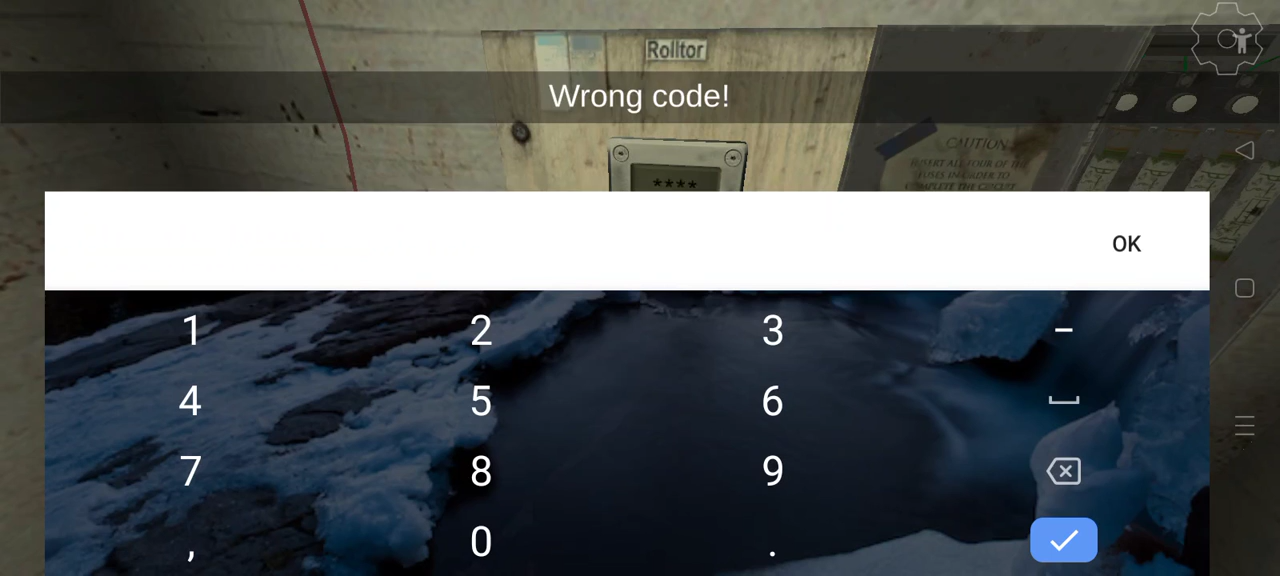 Rolltor
Wrong code!
****
CAUTION
INSERT ALL FOUR OF THE
FUSES IN ORDER TO
COMPLETE THE CIRCUIT
OK
1 2 3 -
4 5 6
7 8 9
, 0 .